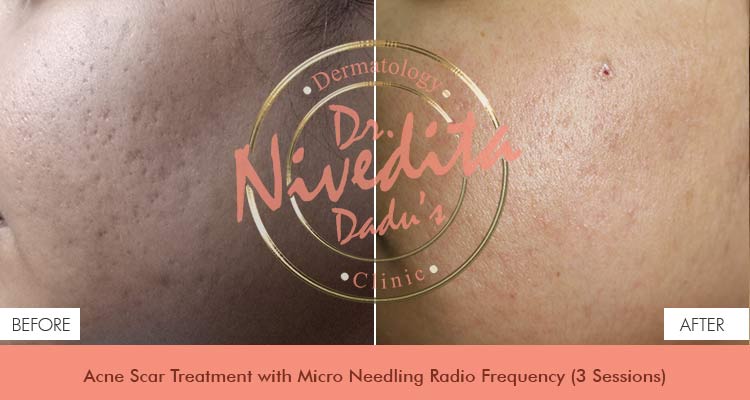 Dermatology
Dr.
Nivedita
Dadu's
Clinic
BEFORE
AFTER
Acne Scar Treatment with Micro Needling Radio Frequency (3 Sessions)